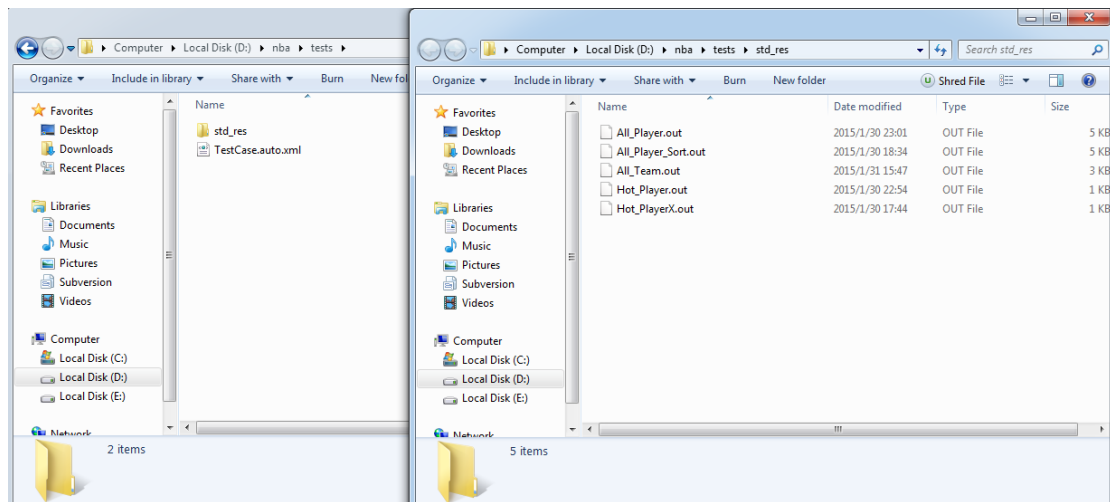 Computer ▸ Local Disk (D:) ▸ nba ▸ tests ▸
Organize ▾ Include in library ▾ Share with ▾ Burn New fol
Favorites
Desktop
Downloads
Recent Places
Libraries
Documents
Music
Pictures
Subversion
Videos
Computer
Local Disk (C:)
Local Disk (D:)
Local Disk (E:)
Network
Name
std_res
TestCase.auto.xml
2 items
Computer ▸ Local Disk (D:) ▸ nba ▸ tests ▸ std_res
Search std_res
Organize ▾ Include in library ▾ Share with ▾ Burn New folder Shred File
Favorites
Desktop
Downloads
Recent Places
Libraries
Documents
Music
Pictures
Subversion
Videos
Computer
Local Disk (C:)
Local Disk (D:)
Local Disk (E:)
Network
Name Date modified Type Size
All_Player.out 2015/1/30 23:01 OUT File 5 KB
All_Player_Sort.out 2015/1/30 18:34 OUT File 5 KB
All_Team.out 2015/1/31 15:47 OUT File 3 KB
Hot_Player.out 2015/1/30 22:54 OUT File 1 KB
Hot_PlayerX.out 2015/1/30 17:44 OUT File 1 KB
5 items